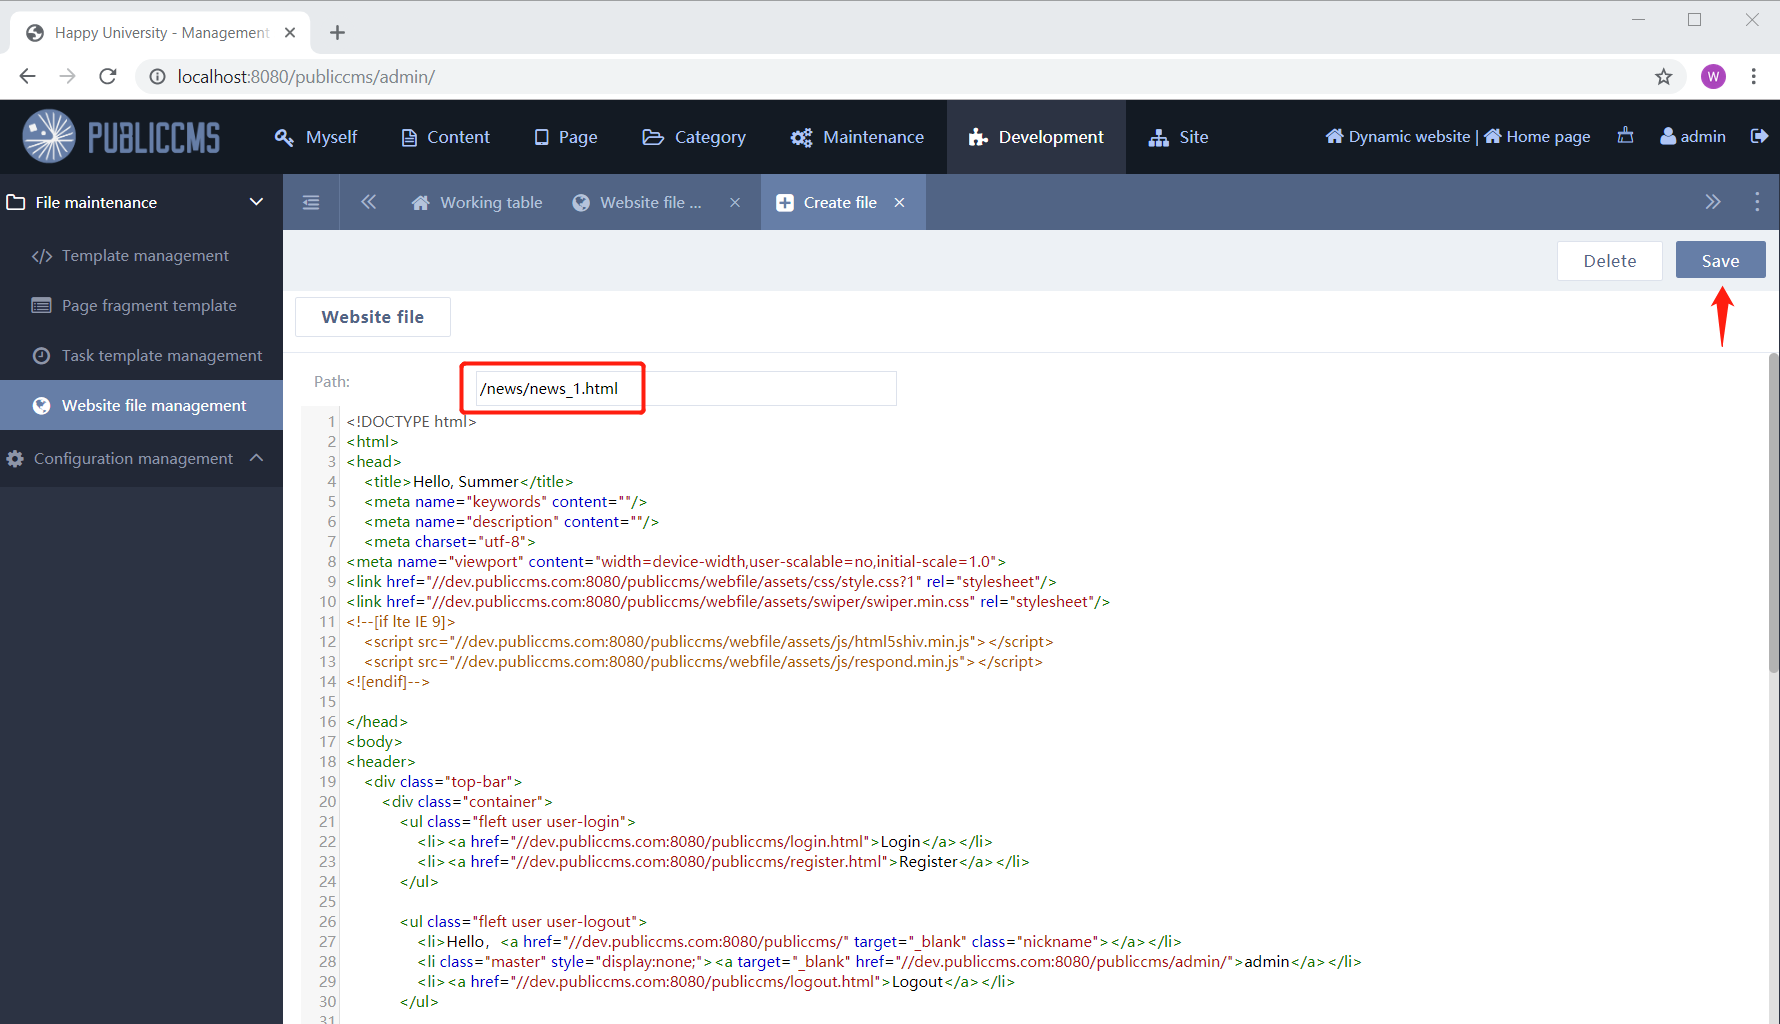 Happy University - Management
localhost:8080/publiccms/admin/
W
PUBLICCMS
Myself
Content
Page
Category
Maintenance
Development
Site
Dynamic website | Home page
admin
File maintenance
Working table
Website file ...
Create file
Template management
Page fragment template
Task template management
Website file management
Configuration management
Delete
Save
Website file
Path:
/news/news_1.html
1 <!DOCTYPE html>
2 <html>
3 <head>
4 <title>Hello, Summer</title>
5 <meta name="keywords" content=""/>
6 <meta name="description" content=""/>
7 <meta charset="utf-8">
8 <meta name="viewport" content="width=device-width,user-scalable=no,initial-scale=1.0">
9 <link href="//dev.publiccms.com:8080/publiccms/webfile/assets/css/style.css?1" rel="stylesheet"/>
10 <link href="//dev.publiccms.com:8080/publiccms/webfile/assets/swiper/swiper.min.css" rel="stylesheet"/>
11 <!--[if lte IE 9]>
12 <script src="//dev.publiccms.com:8080/publiccms/webfile/assets/js/html5shiv.min.js"></script>
13 <script src="//dev.publiccms.com:8080/publiccms/webfile/assets/js/respond.min.js"></script>
14 <![endif]-->
15
16 </head>
17 <body>
18 <header>
19 <div class="top-bar">
20 <div class="container">
21 <ul class="fleft user user-login">
22 <li><a href="//dev.publiccms.com:8080/publiccms/login.html">Login</a></li>
23 <li><a href="//dev.publiccms.com:8080/publiccms/register.html">Register</a></li>
24 </ul>
25
26 <ul class="fleft user user-logout">
27 <li>Hello，<a href="//dev.publiccms.com:8080/publiccms/" target="_blank" class="nickname"></a></li>
28 <li class="master" style="display:none;"><a target="_blank" href="//dev.publiccms.com:8080/publiccms/admin/">admin</a></li>
29 <li><a href="//dev.publiccms.com:8080/publiccms/logout.html">Logout</a></li>
30 </ul>
31